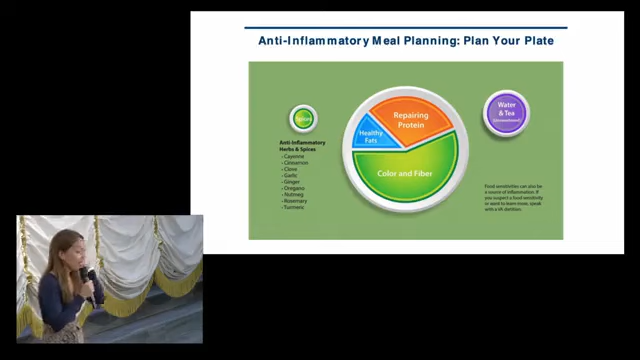 Anti-Inflammatory Meal Planning: Plan Your Plate
Spices
Anti-inflammatory
Herbs & Spices
- Cayenne
- Cinnamon
- Clove
- Garlic
- Ginger
- Oregano
- Nutmeg
- Rosemary
- Turmeric
Repairing
Protein
Healthy
Fats
Color and Fiber
Water
& Tea
(Unsweetened)
Food sensitivities can also be
a source of inflammation. If
you suspect a food sensitivity
or want to learn more, speak
with a